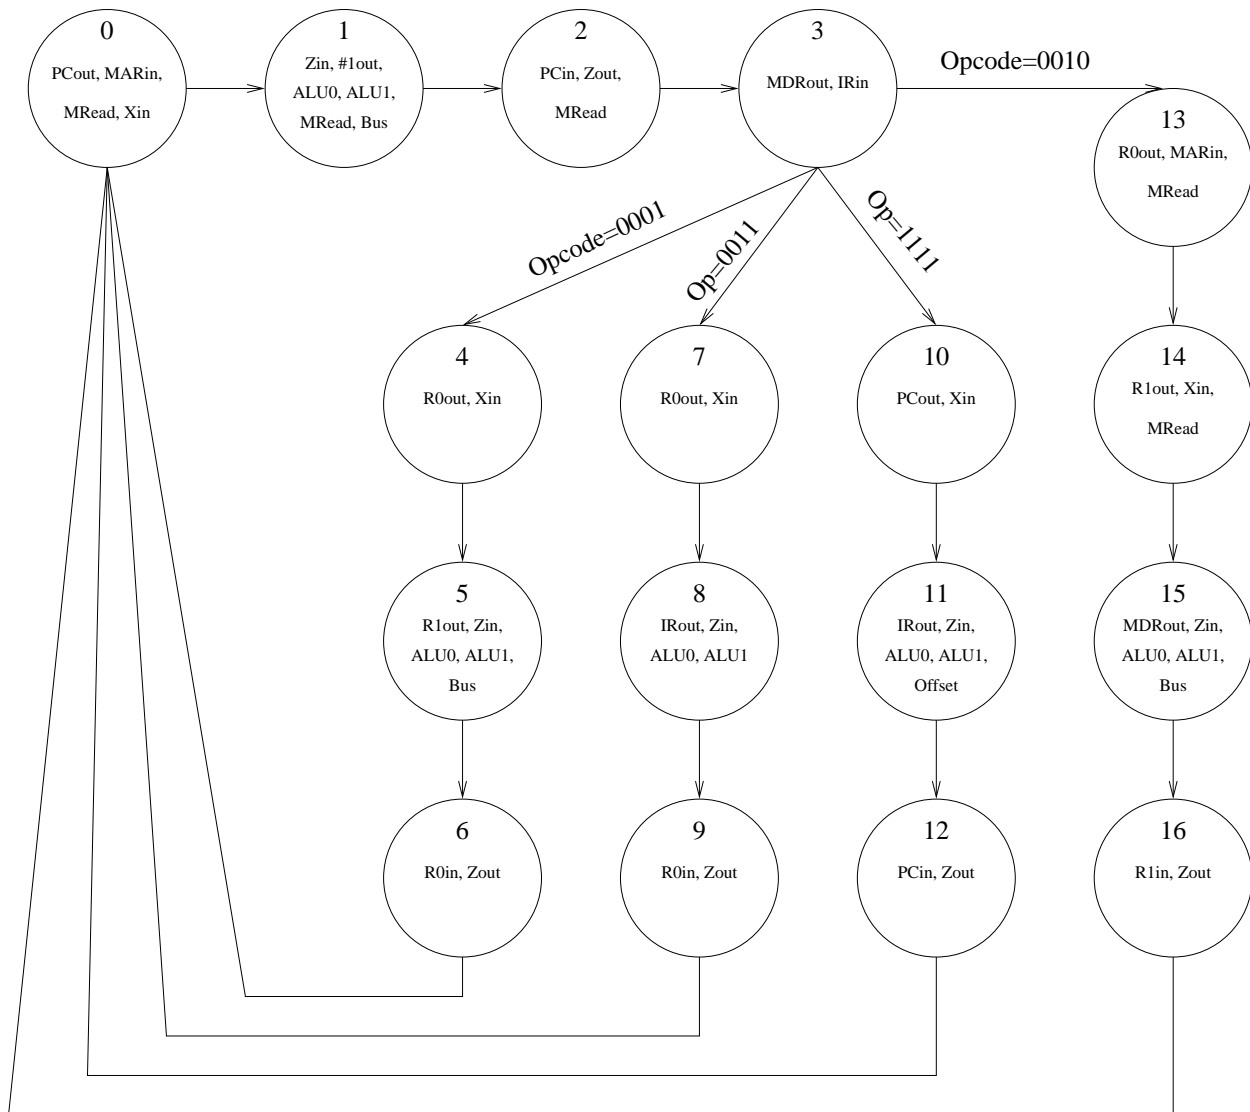 0
PCout, MARin,
MRead, Xin
1
Zin, #1out,
ALU0, ALU1,
MRead, Bus
2
PCin, Zout,
MRead
3
MDRout, IRin
Opcode=0010
13
R0out, MARin,
MRead
Opcode=0001
Op=0011
Op=1111
4
R0out, Xin
7
R0out, Xin
10
PCout, Xin
14
R1out, Xin,
MRead
5
R1out, Zin,
ALU0, ALU1,
Bus
8
IRout, Zin,
ALU0, ALU1
11
IRout, Zin,
ALU0, ALU1,
Offset
15
MDRout, Zin,
ALU0, ALU1,
Bus
6
R0in, Zout
9
R0in, Zout
12
PCin, Zout
16
R1in, Zout